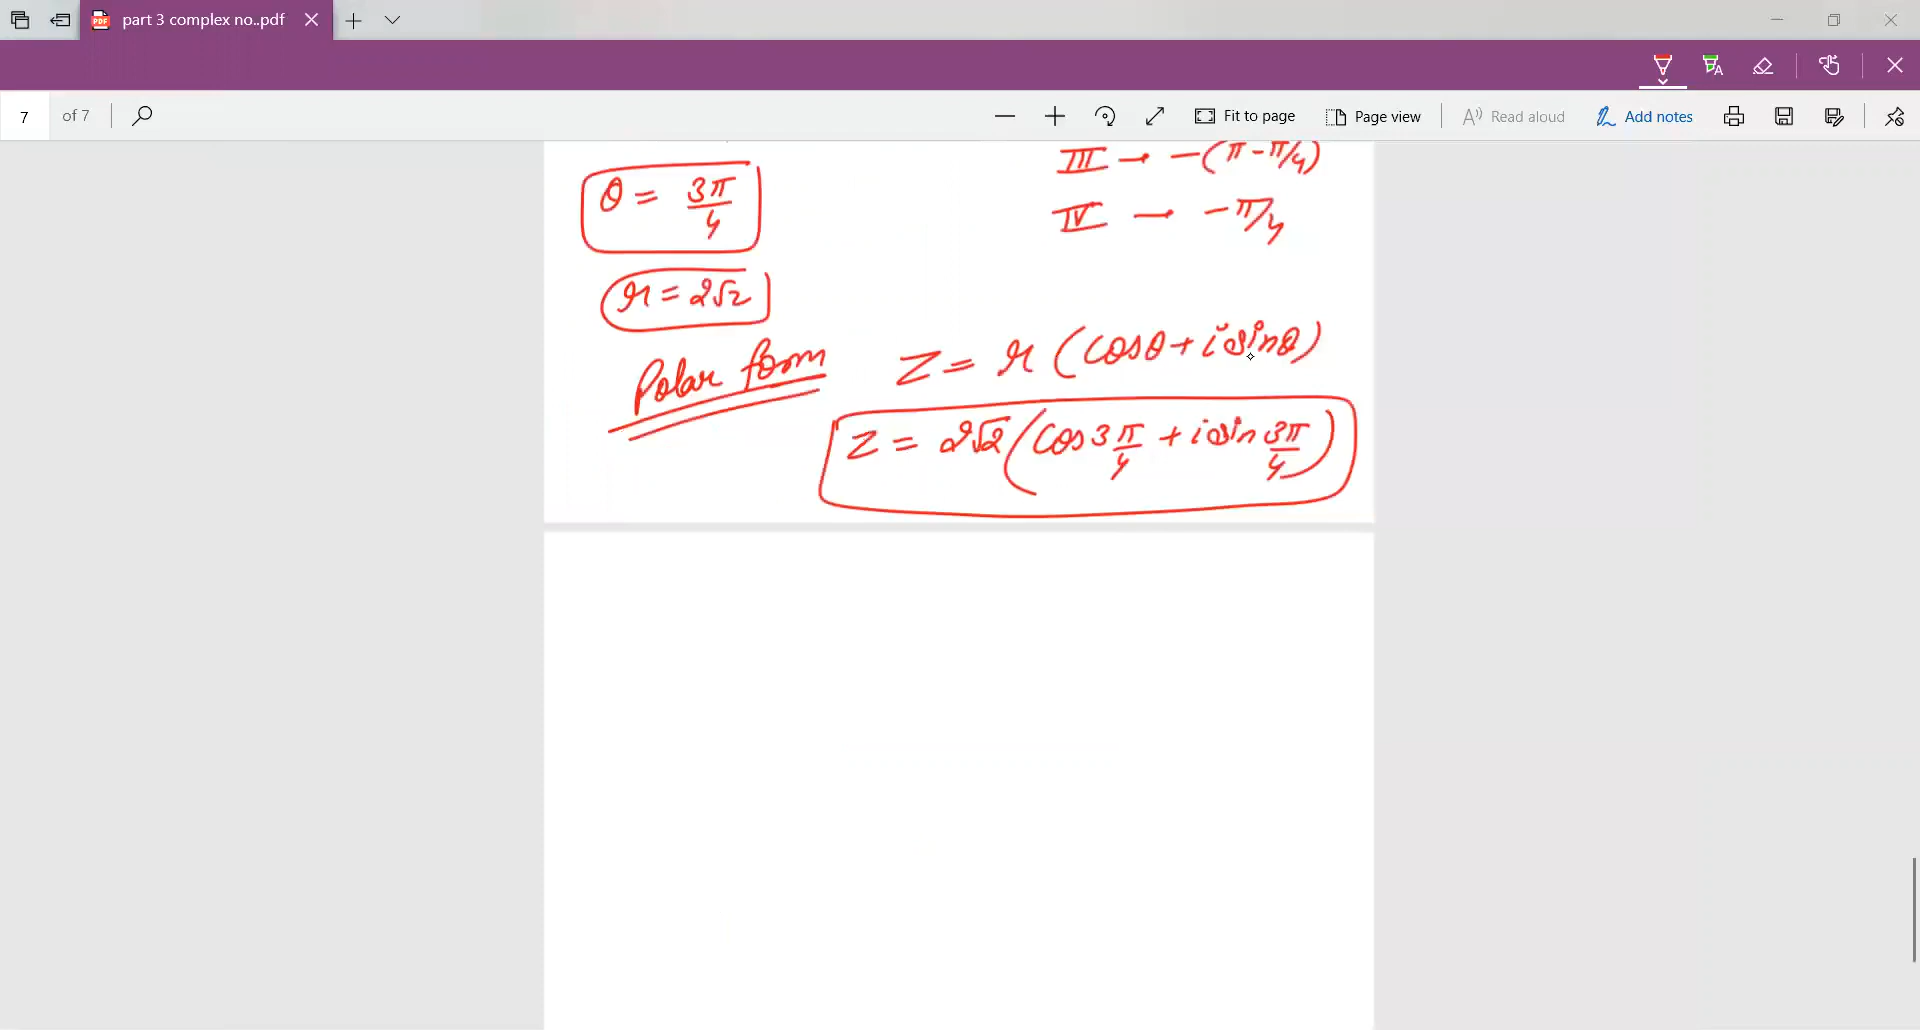 part 3 complex no..pdf
7 of 7
Fit to page
Page view
Read aloud
Add notes
III → -(π-π/4)
θ = 3π/4
IV → -π/4
r = 2√2
Polar form z = r (cosθ + i sinθ)
z = 2√2 (cos 3π/4 + i sin 3π/4)